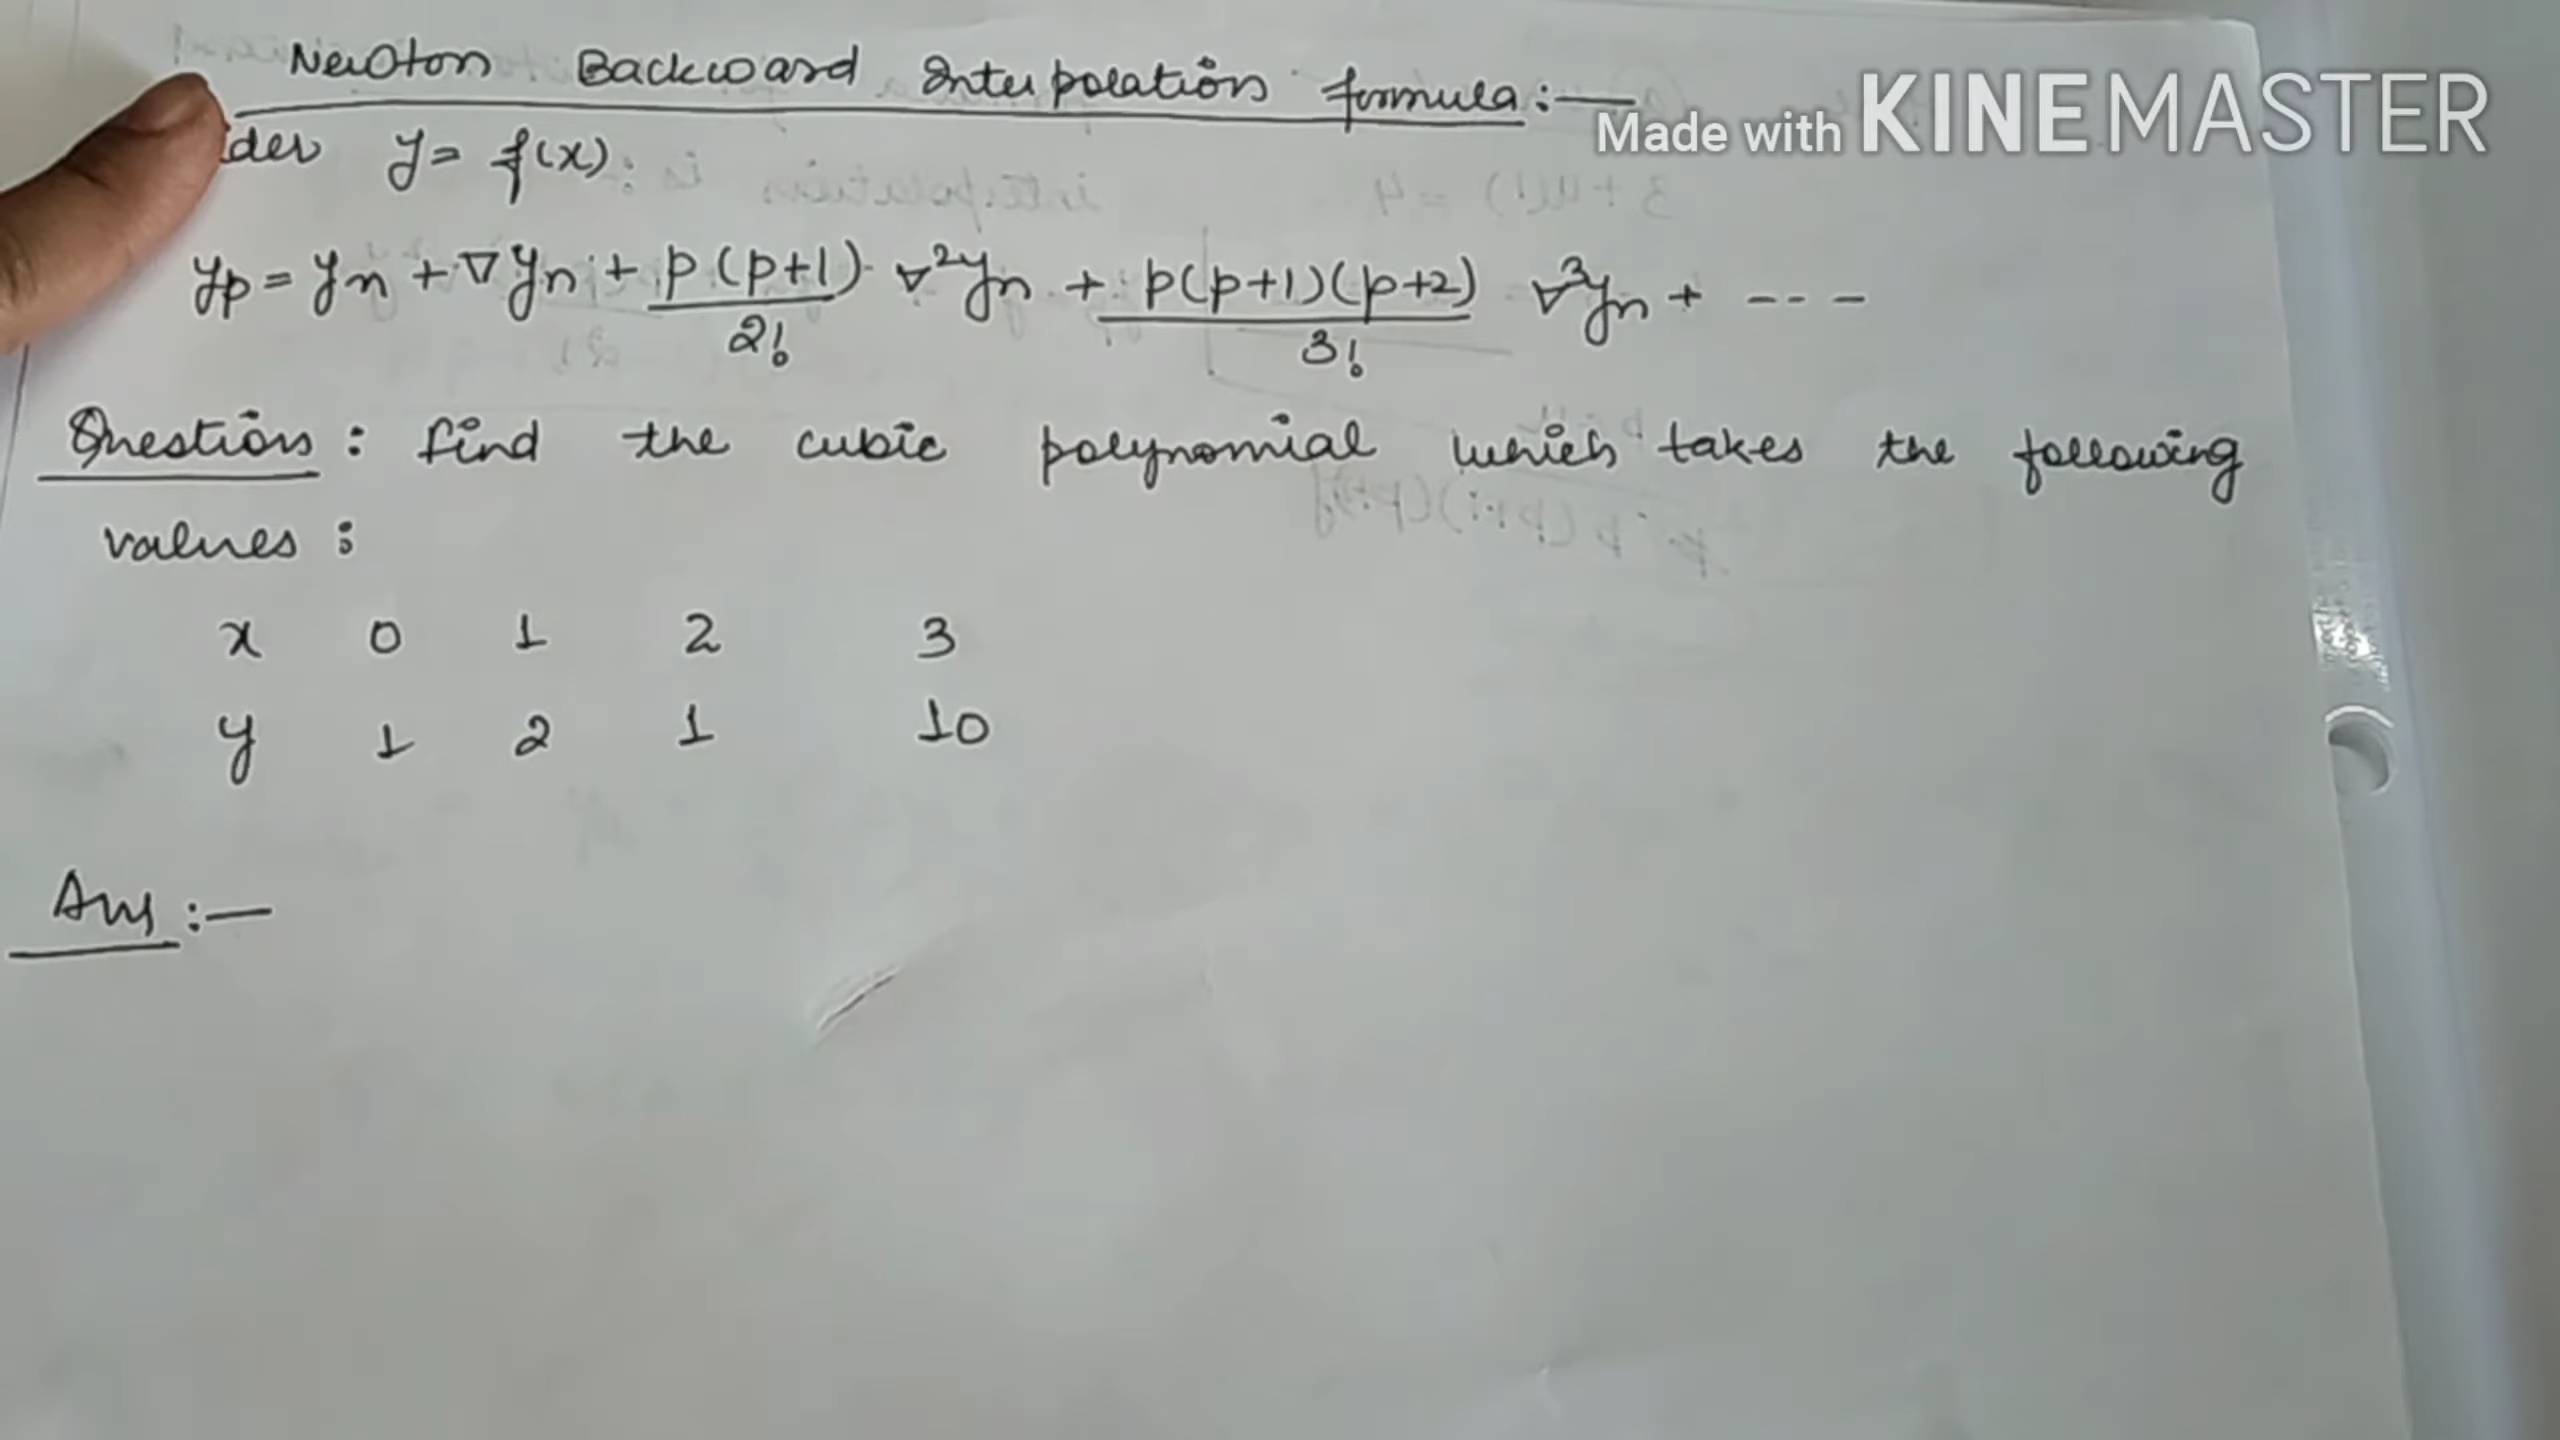 Newton Backward Interpolation formula :—
Made with KINEMASTER
der y = f(x).
yp = yn + ∇yn + p(p+1)/2! ∇²yn + p(p+1)(p+2)/3! ∇³yn + ---
Question : find the cubic polynomial which takes the following
values :
x 0 1 2 3
y 1 2 1 10
Ans :—